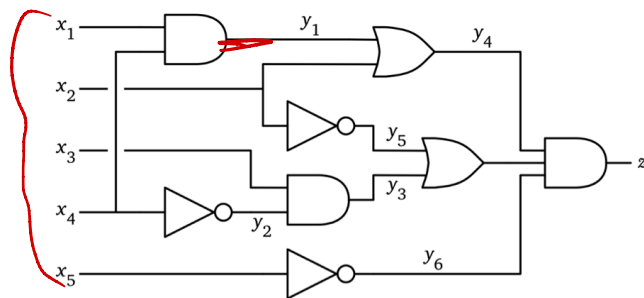 x₁
y₁
y₄
x₂
y₅
x₃
z
y₃
x₄
y₂
x₅
y₆